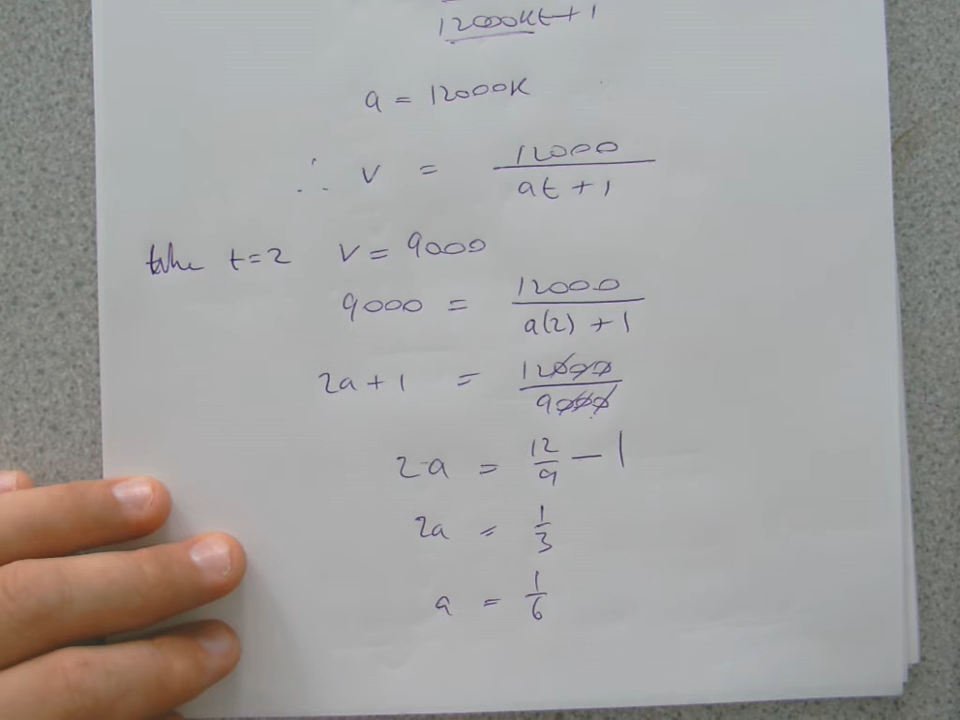 12000kt+1
a = 12000k
∴ v = 12000/(at + 1)
take t=2 v = 9000
9000 = 12000/(a(2) + 1)
2a + 1 = 12000/9000
2a = 12/9 - 1
2a = 1/3
a = 1/6